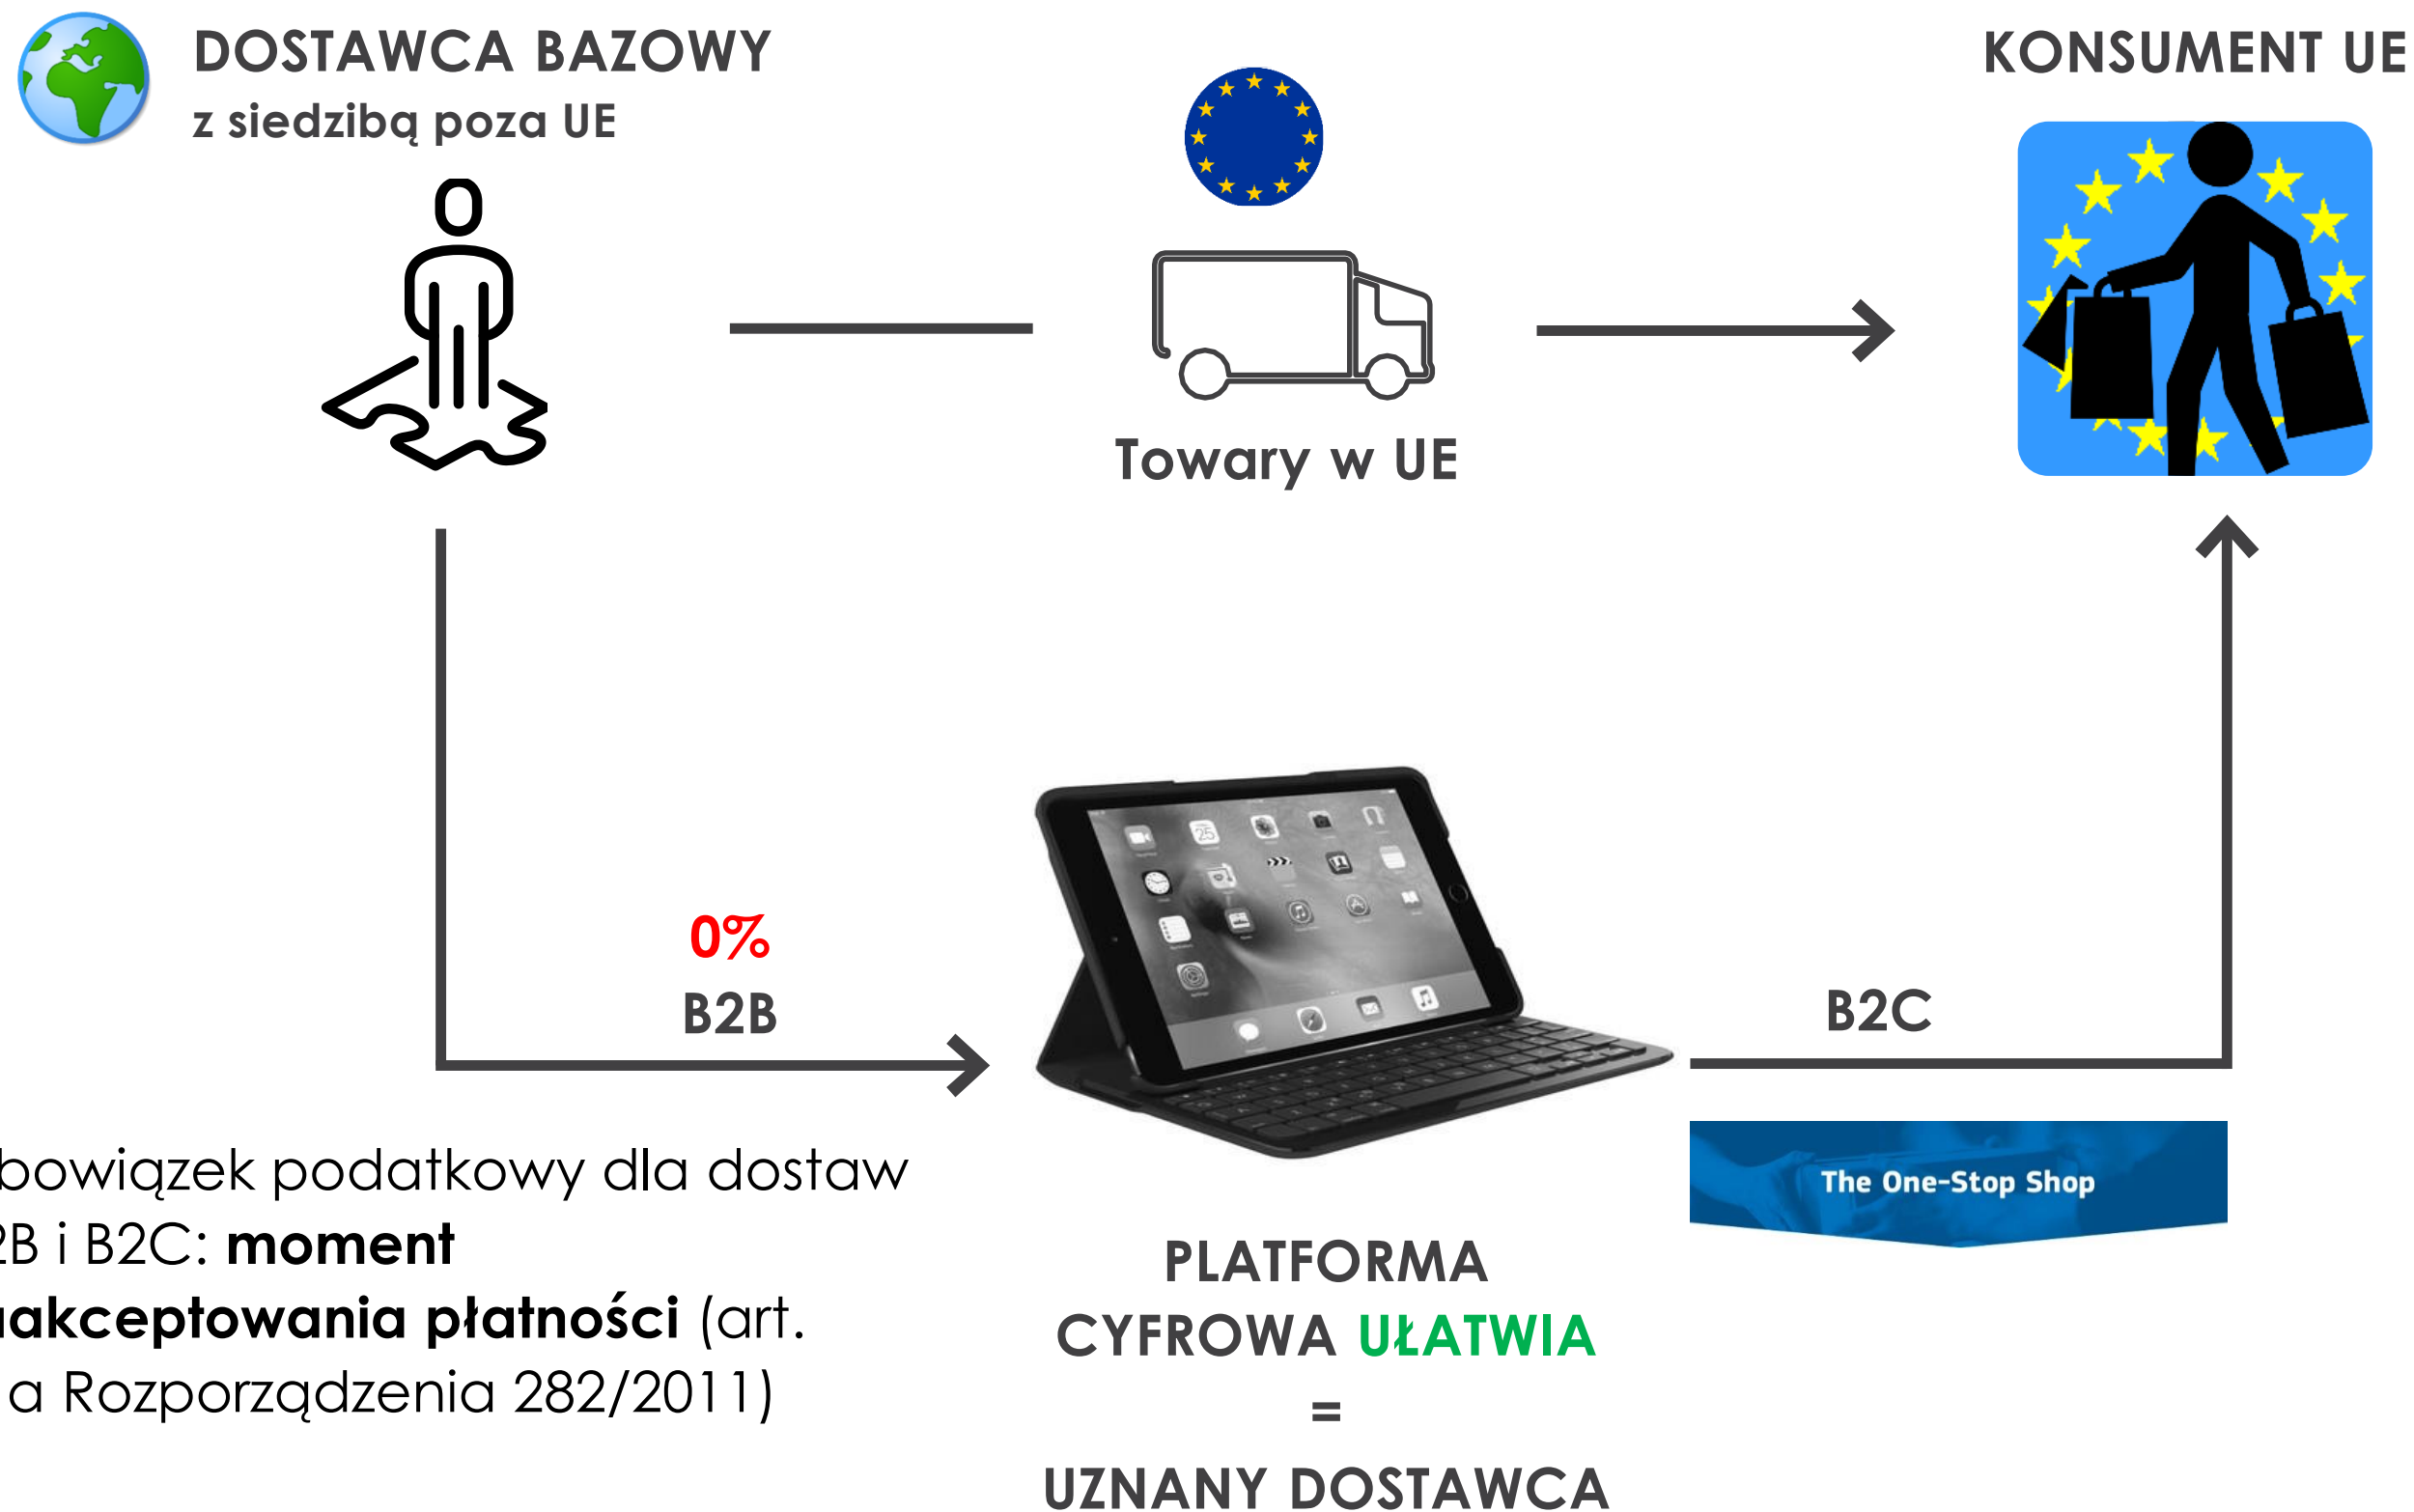 DOSTAWCA BAZOWY
z siedzibą poza UE
KONSUMENT UE
Towary w UE
0%
B2B
B2C
The One-Stop Shop
bowiązek podatkowy dla dostaw
2B i B2C: moment
akceptowania płatności (art.
a Rozporządzenia 282/2011)
PLATFORMA
CYFROWA UŁATWIA
=
UZNANY DOSTAWCA